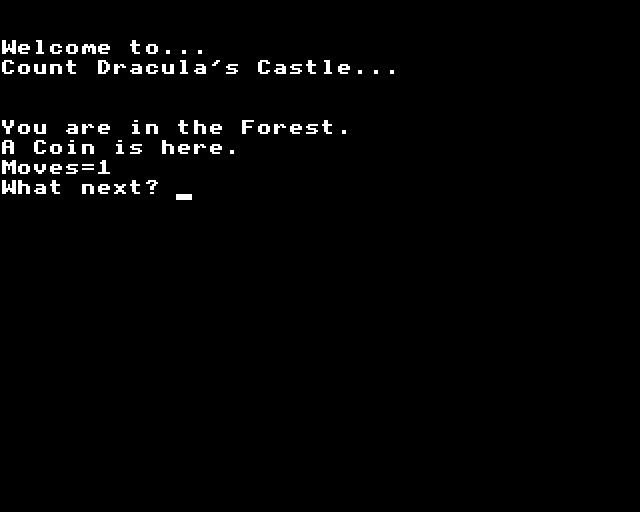 Welcome to...
Count Dracula's Castle...
You are in the Forest.
A Coin is here.
Moves=1
What next? _